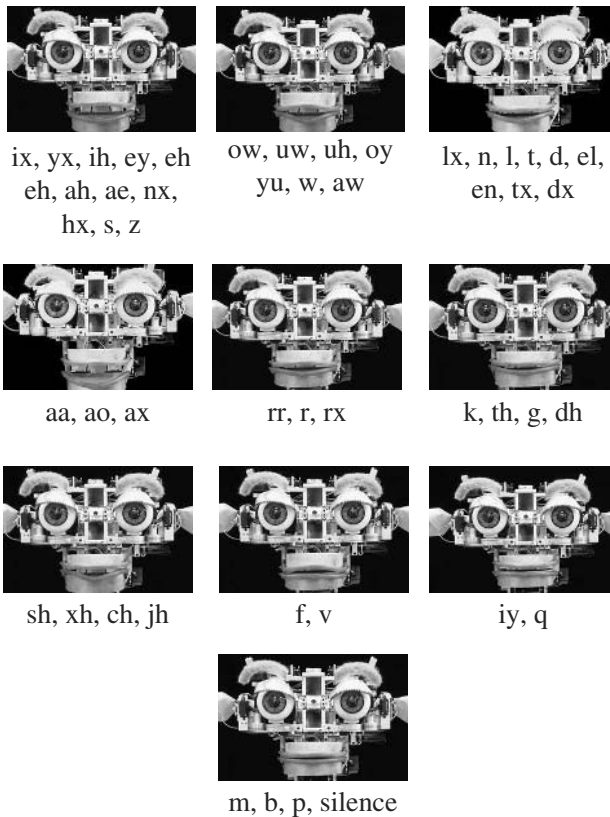 ix, yx, ih, ey, eh
eh, ah, ae, nx,
hx, s, z
ow, uw, uh, oy
yu, w, aw
lx, n, l, t, d, el,
en, tx, dx
aa, ao, ax
rr, r, rx
k, th, g, dh
sh, xh, ch, jh
f, v
iy, q
m, b, p, silence